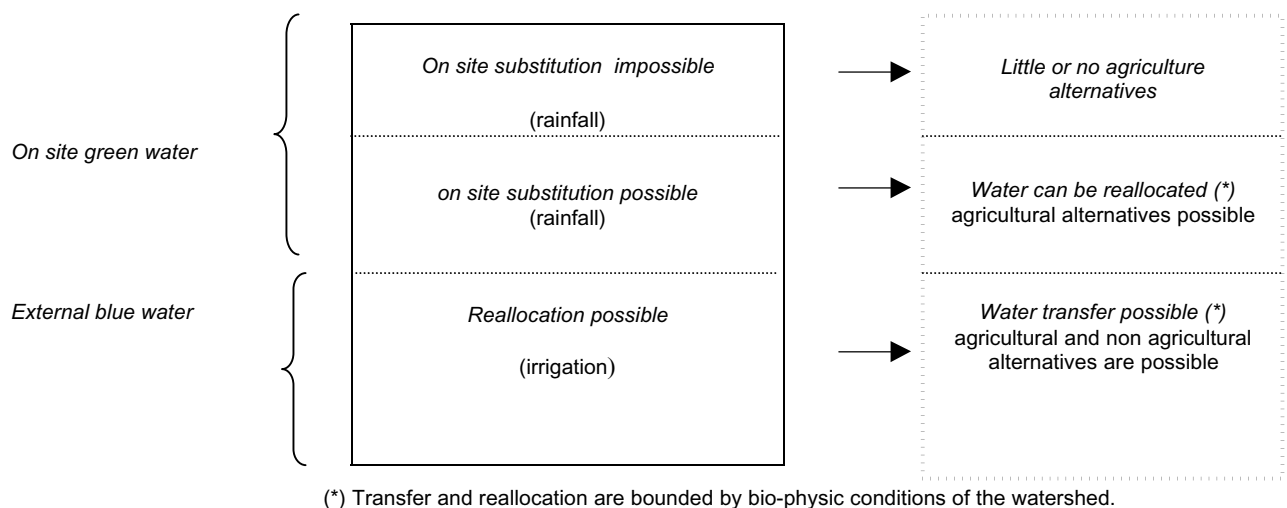 On site green water
On site substitution impossible
(rainfall)
Little or no agriculture
alternatives
on site substitution possible
(rainfall)
Water can be reallocated (*)
agricultural alternatives possible
External blue water
Reallocation possible
(irrigation)
Water transfer possible (*)
agricultural and non agricultural
alternatives are possible
(*) Transfer and reallocation are bounded by bio-physic conditions of the watershed.